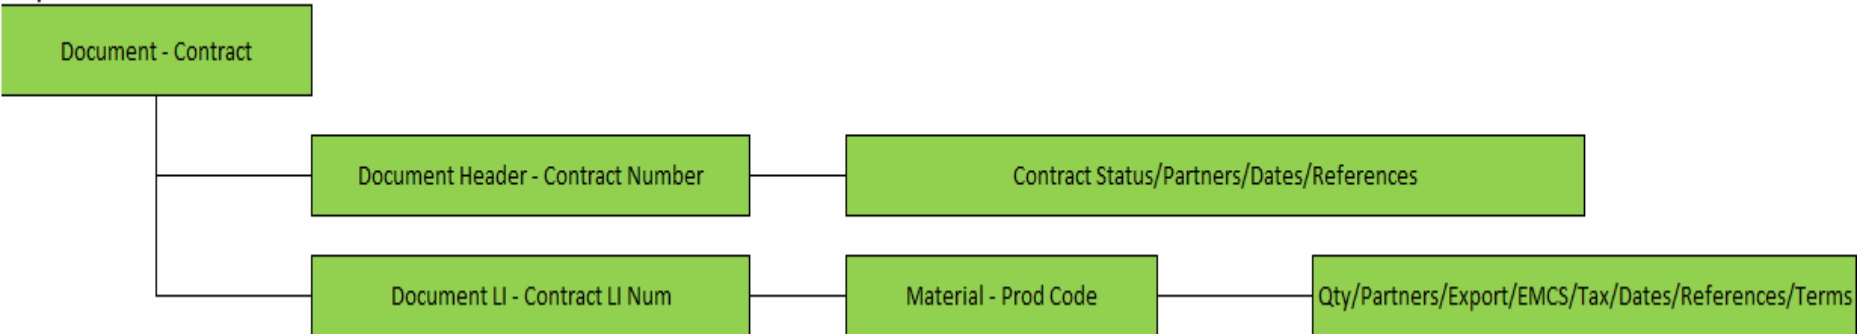 Document - Contract
Document Header - Contract Number
Contract Status/Partners/Dates/References
Document LI - Contract LI Num
Material - Prod Code
Qty/Partners/Export/EMCS/Tax/Dates/References/Terms